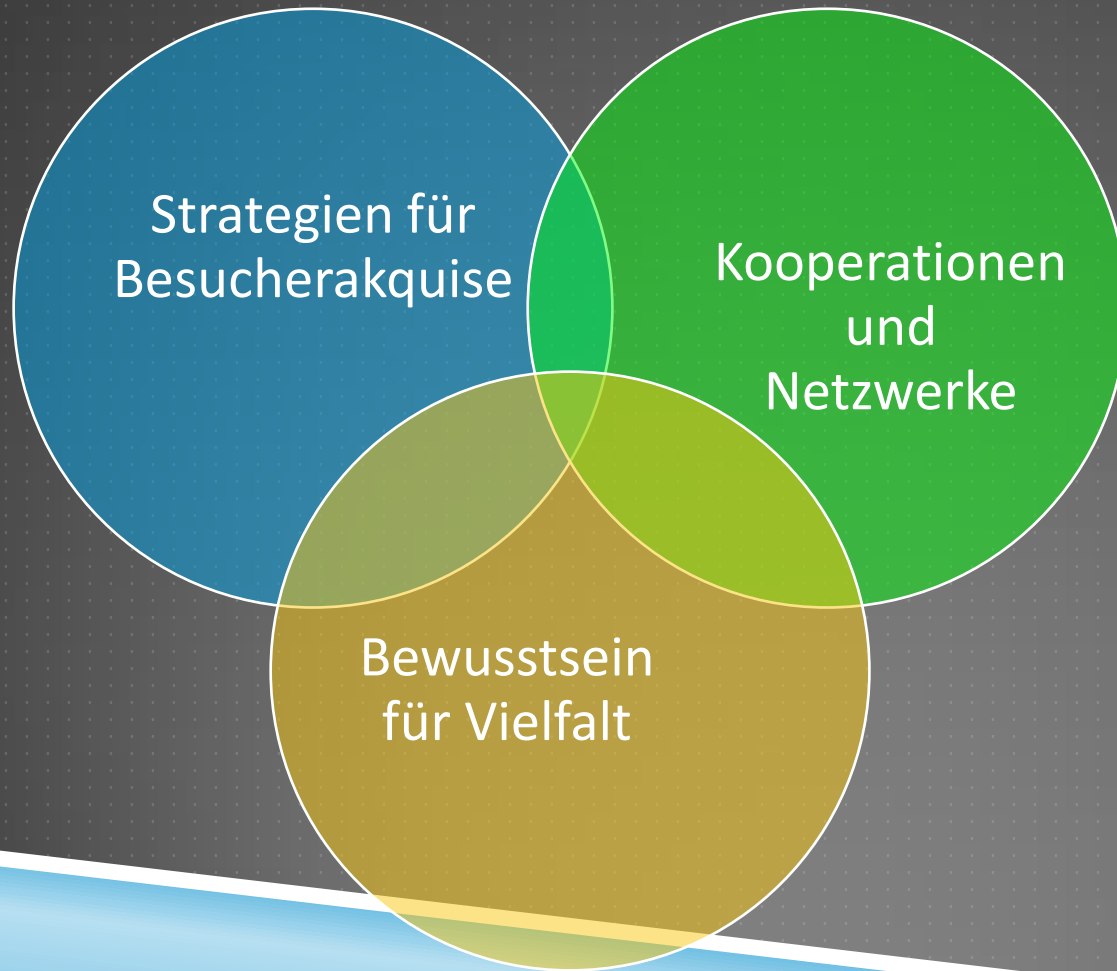 Strategien für
Besucherakquise
Kooperationen
und
Netzwerke
Bewusstsein
für Vielfalt